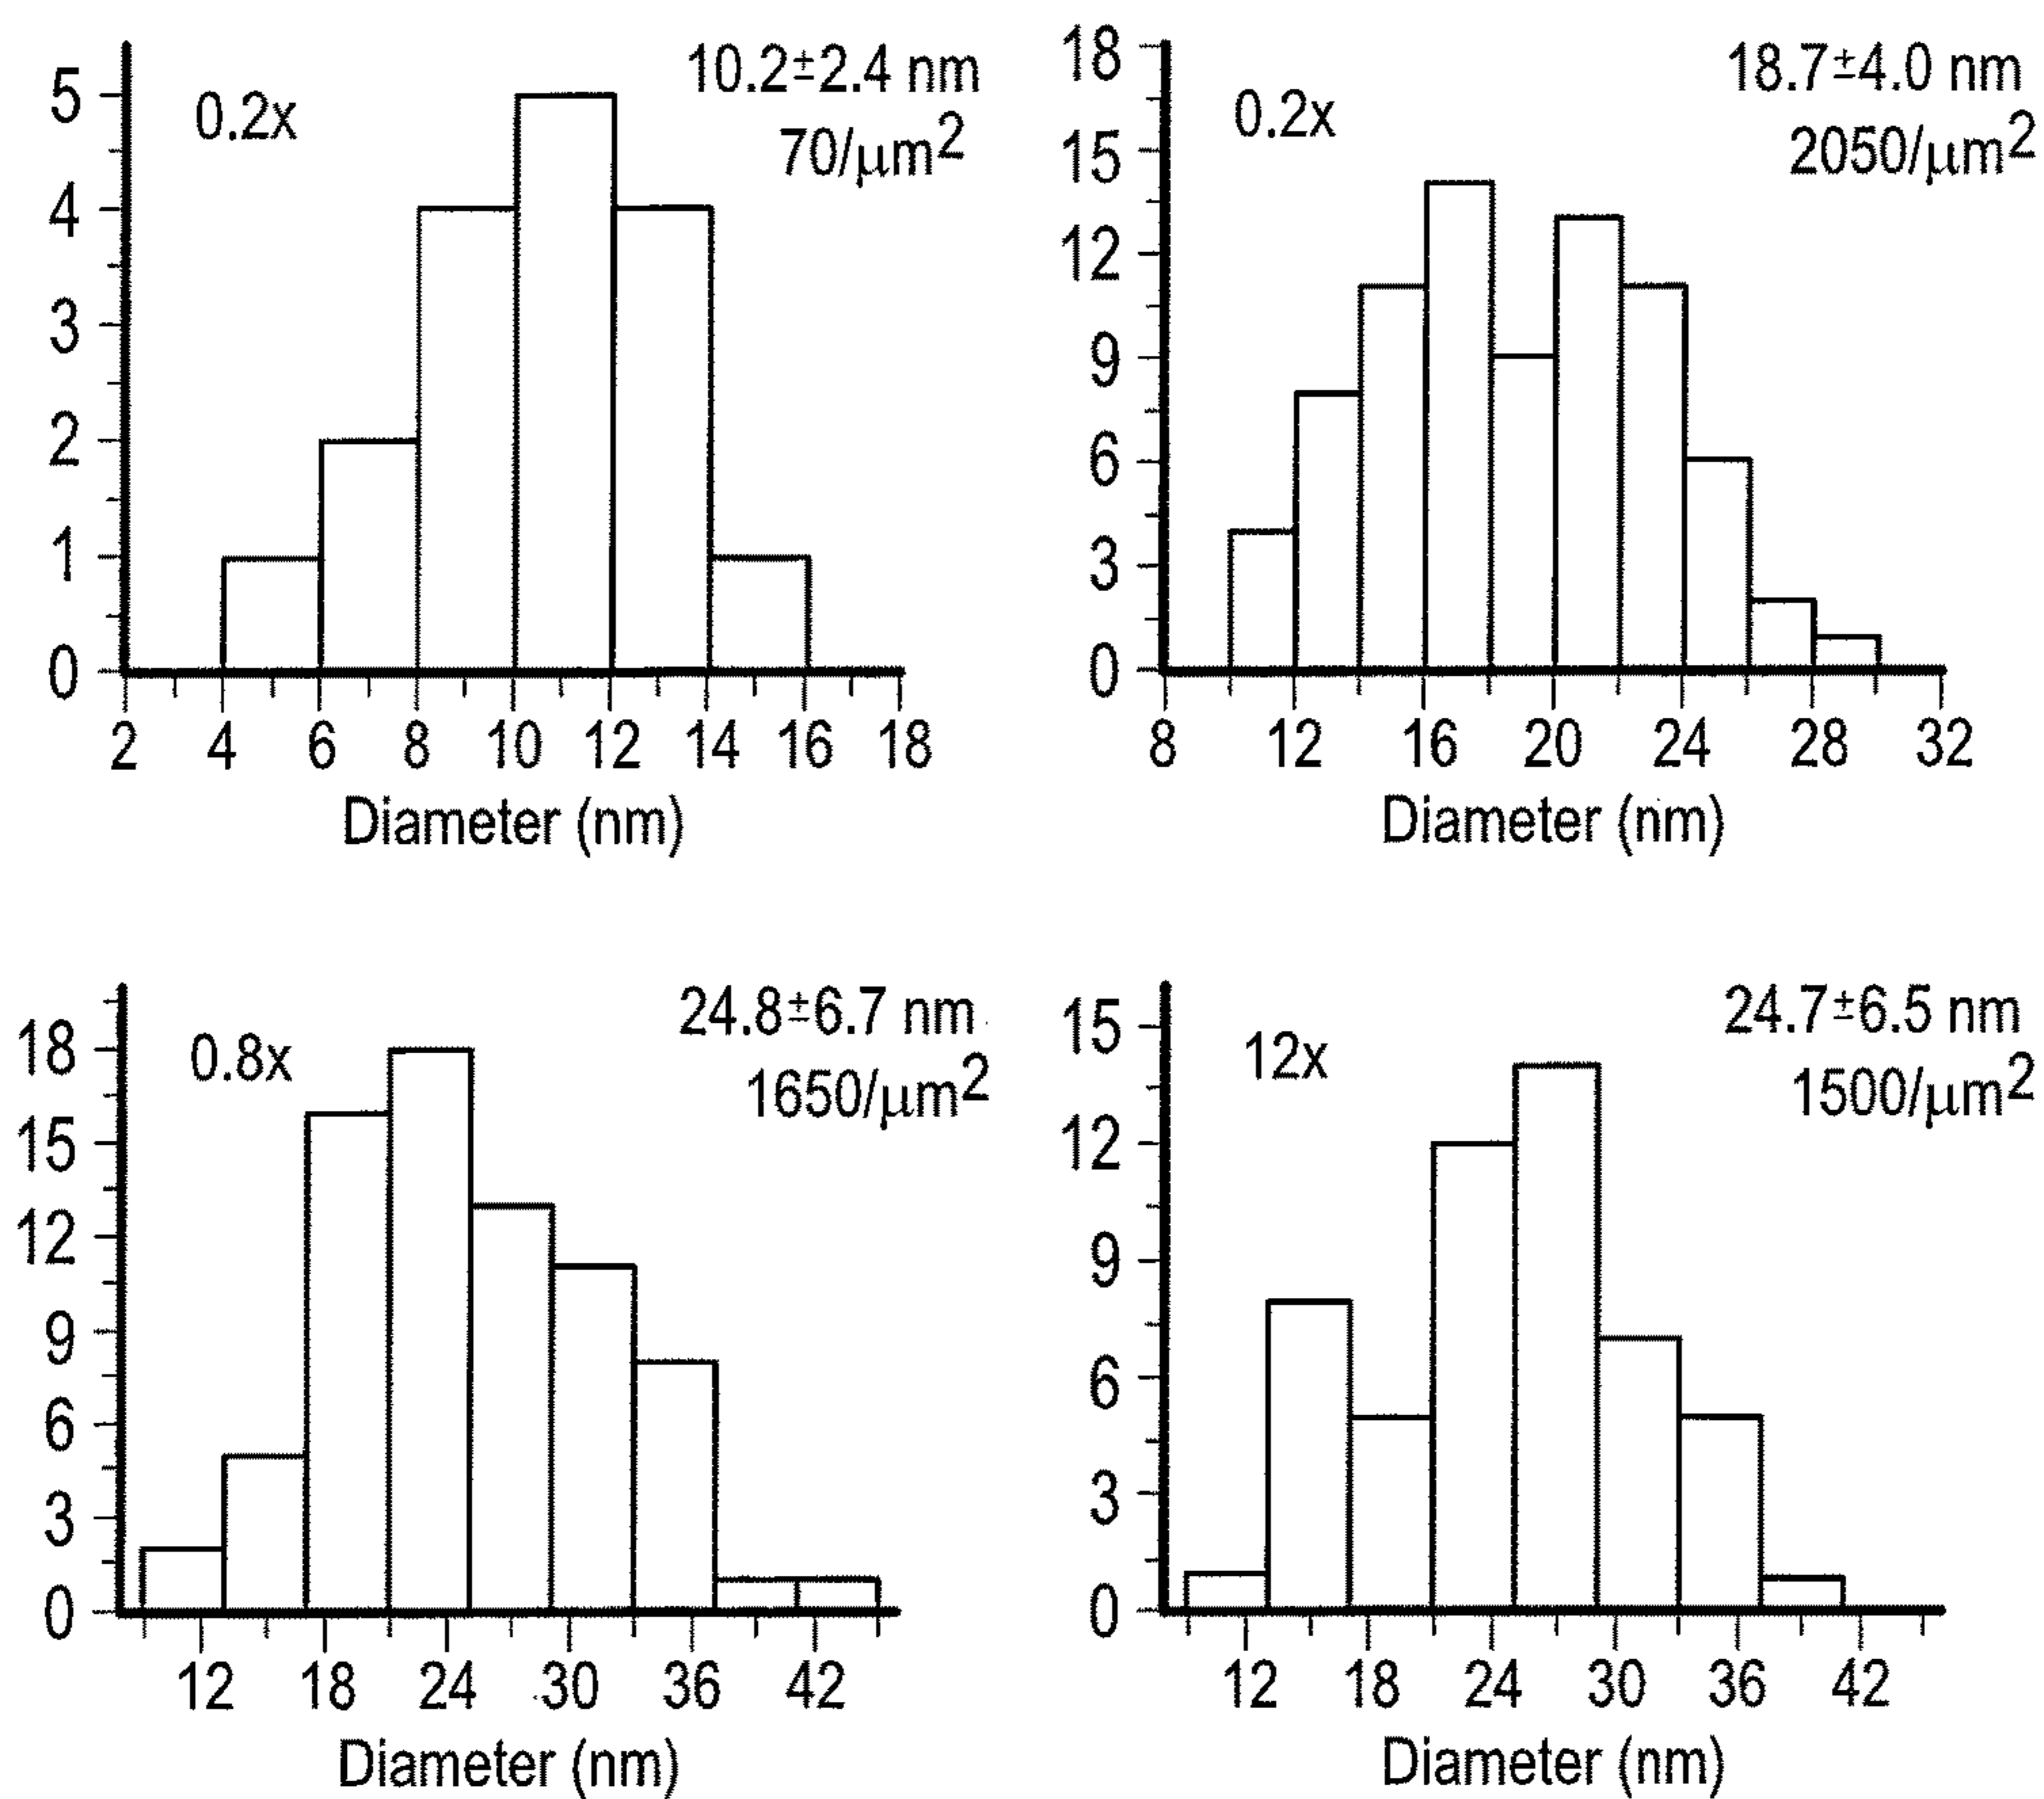 0.2x
10.2±2.4 nm
70/μm2
5
4
3
2
1
0
2 4 6 8 10 12 14 16 18
Diameter (nm)
0.2x
18.7±4.0 nm
2050/μm2
18
15
12
9
6
3
0
8 12 16 20 24 28 32
Diameter (nm)
0.8x
24.8±6.7 nm
1650/μm2
18
15
12
9
6
3
0
12 18 24 30 36 42
Diameter (nm)
12x
24.7±6.5 nm
1500/μm2
15
12
9
6
3
0
12 18 24 30 36 42
Diameter (nm)